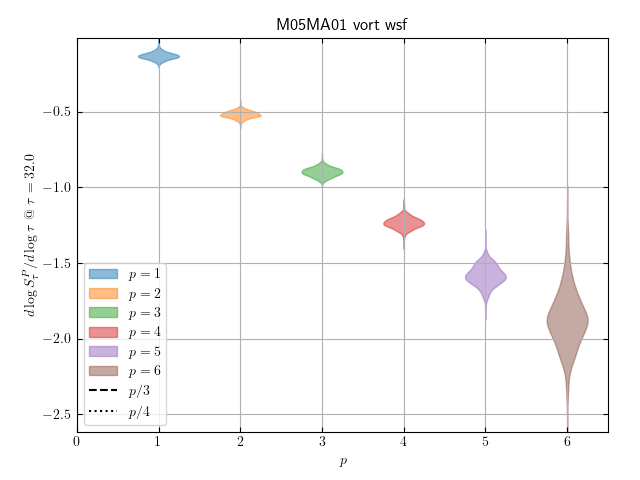 M05MA01 vort wsf
d log S_τ^P / d log τ @ τ = 32.0
−0.5
−1.0
−1.5
−2.0
−2.5
p = 1
p = 2
p = 3
p = 4
p = 5
p = 6
p/3
p/4
0 1 2 3 4 5 6
p